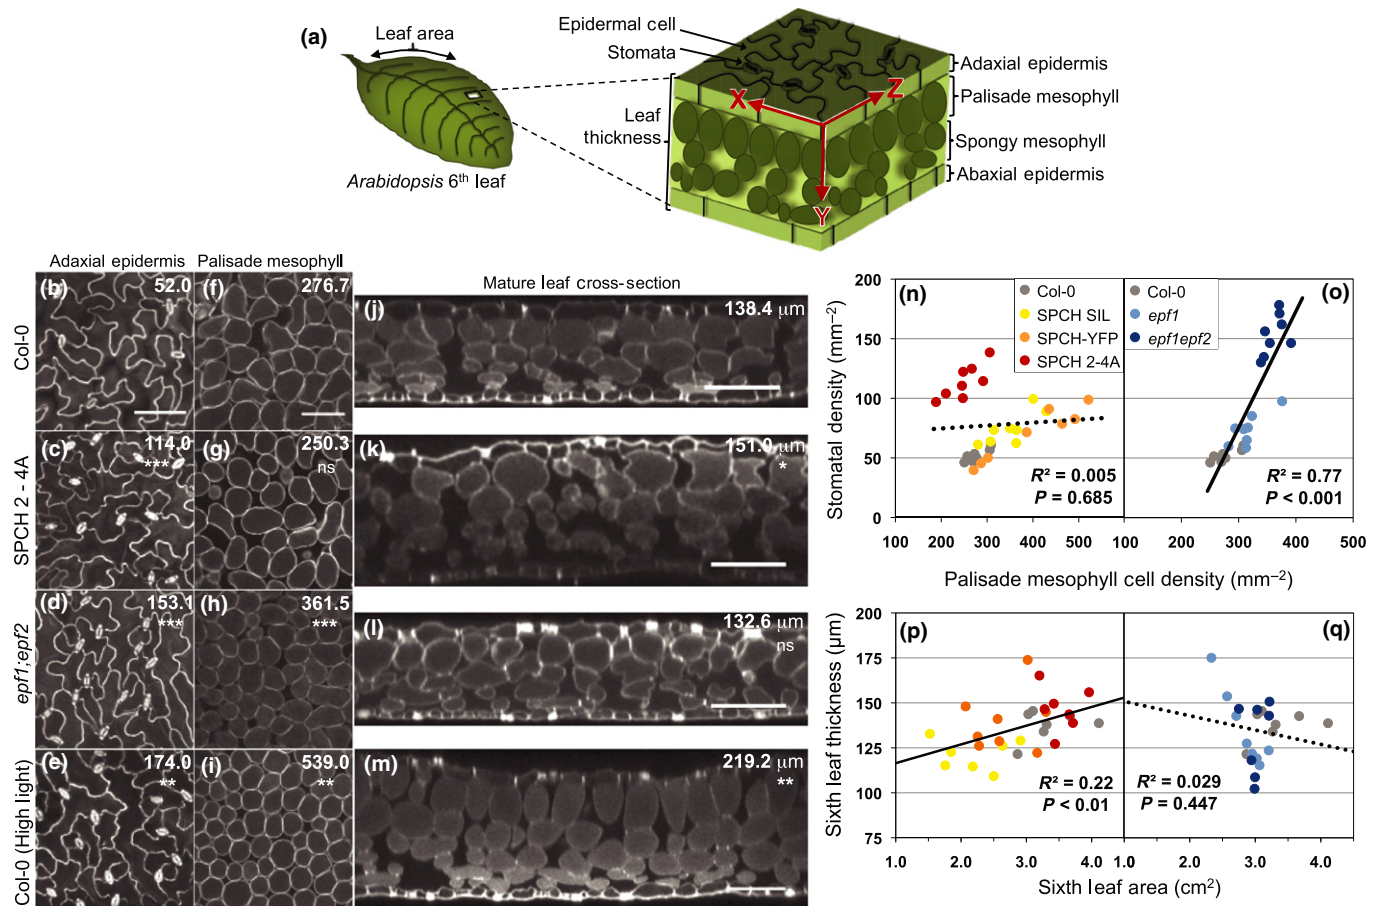 (a)
Leaf area
Arabidopsis 6th leaf
Epidermal cell
Stomata
Leaf
thickness
X
Z
Y
Adaxial epidermis
Palisade mesophyll
Spongy mesophyll
Abaxial epidermis
Adaxial epidermis
Palisade mesophyll
Mature leaf cross-section
Col-0
(b)
52.0
(f)
276.7
(j)
138.4 µm
SPCH 2 - 4A
(c)
114.0
***
(g)
250.3
ns
(k)
151.0 µm
*
epf1;epf2
(d)
153.1
***
(h)
361.5
***
(l)
132.6 µm
ns
Col-0 (High light)
(e)
174.0
**
(i)
539.0
**
(m)
219.2 µm
**
Stomatal density (mm–2)
200
150
100
50
0
(n)
Col-0
SPCH SIL
SPCH-YFP
SPCH 2-4A
R2 = 0.005
P = 0.685
100 200 300 400 500
(o)
Col-0
epf1
epf1epf2
R2 = 0.77
P < 0.001
100 200 300 400 500
Palisade mesophyll cell density (mm–2)
Sixth leaf thickness (µm)
200
175
150
125
100
75
(p)
R2 = 0.22
P < 0.01
1.0 2.0 3.0 4.0
(q)
R2 = 0.029
P = 0.447
1.0 2.0 3.0 4.0
Sixth leaf area (cm2)